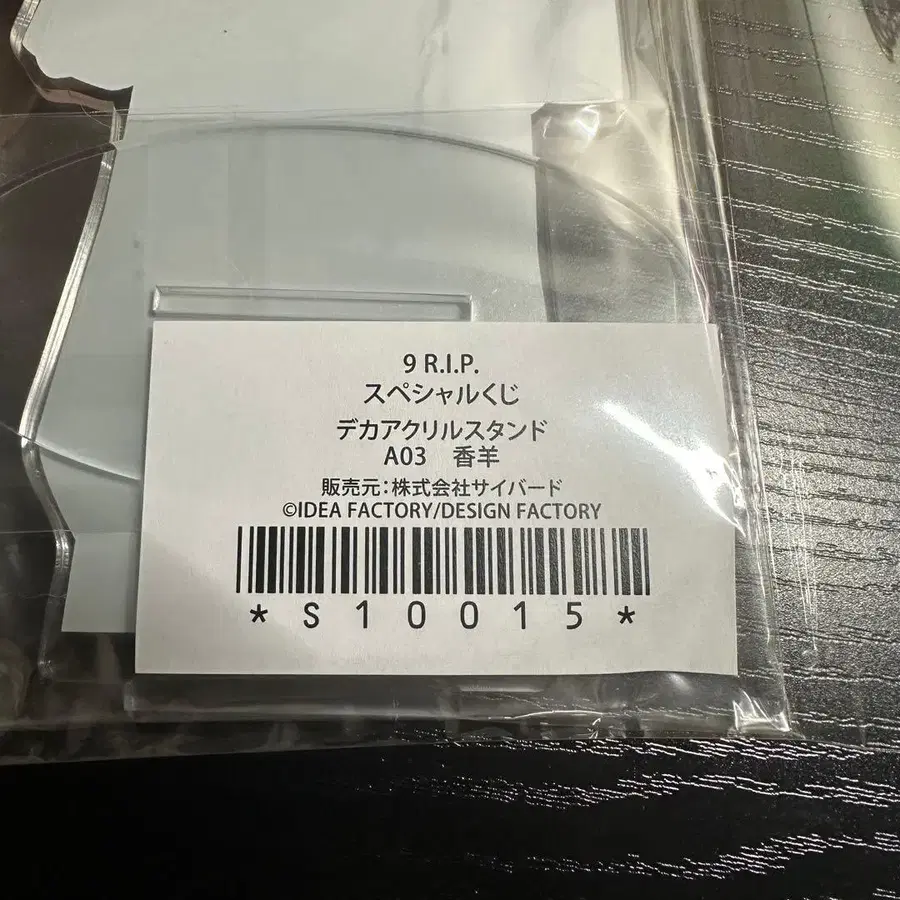 9 R.I.P.
スペシャルくじ
デカアクリルスタンド
A03　香羊
販売元：株式会社サイバード
©IDEA FACTORY/DESIGN FACTORY
*S10015*